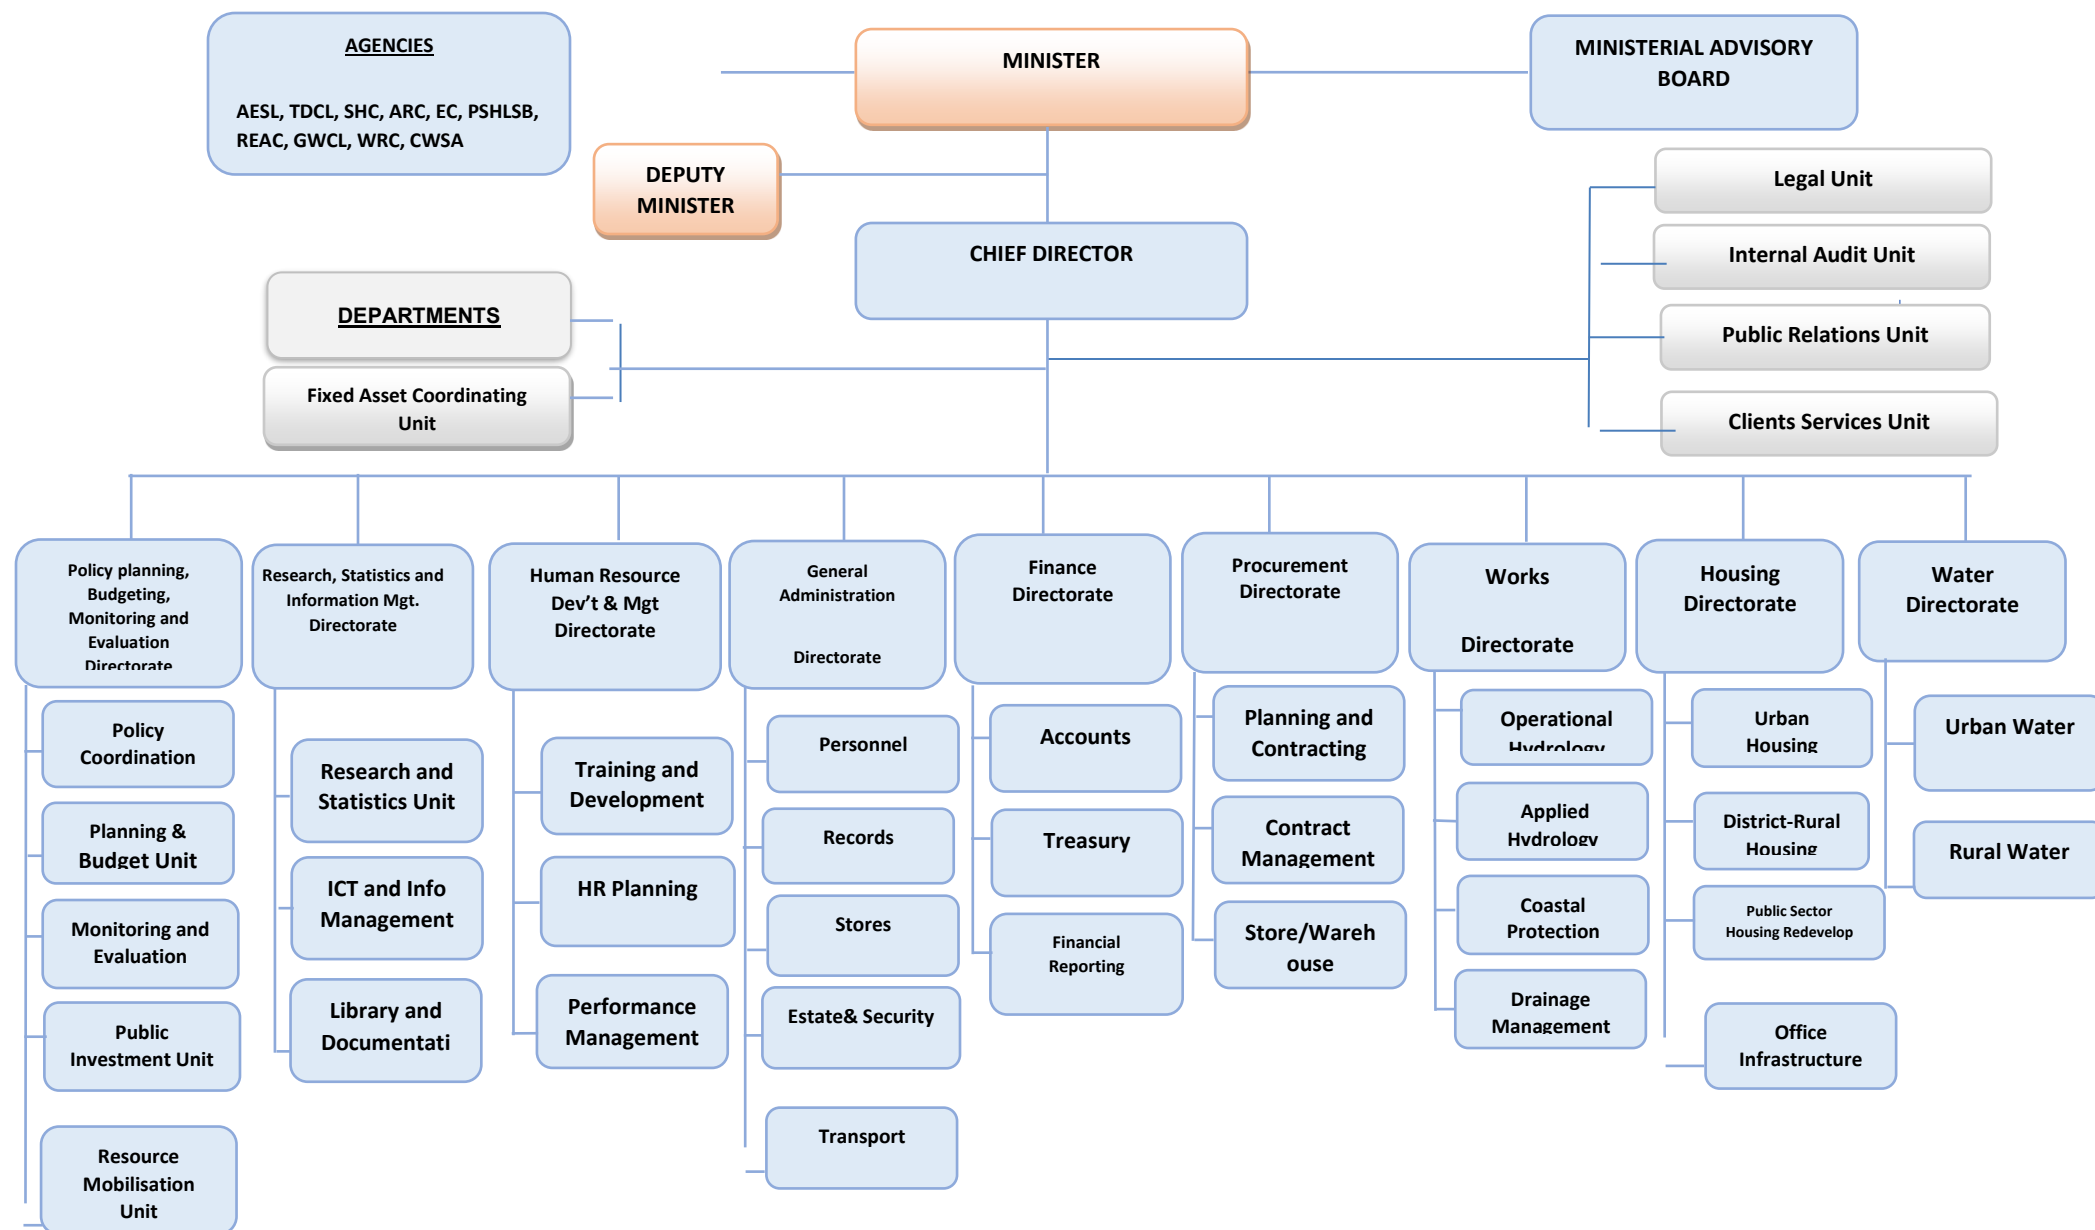 AGENCIES
AESL, TDCL, SHC, ARC, EC, PSHLSB,
REAC, GWCL, WRC, CWSA
MINISTER
MINISTERIAL ADVISORY
BOARD
DEPUTY
MINISTER
CHIEF DIRECTOR
Legal Unit
Internal Audit Unit
Public Relations Unit
Clients Services Unit
DEPARTMENTS
Fixed Asset Coordinating
Unit
Policy planning,
Budgeting,
Monitoring and
Evaluation
Directorate
Policy
Coordination
Planning &
Budget Unit
Monitoring and
Evaluation
Public
Investment Unit
Resource
Mobilisation
Unit
Research, Statistics and
Information Mgt.
Directorate
Research and
Statistics Unit
ICT and Info
Management
Library and
Documentati
Human Resource
Dev't & Mgt
Directorate
Training and
Development
HR Planning
Performance
Management
General
Administration
Directorate
Personnel
Records
Stores
Estate& Security
Transport
Finance
Directorate
Accounts
Treasury
Financial
Reporting
Procurement
Directorate
Planning and
Contracting
Contract
Management
Store/Wareh
ouse
Works
Directorate
Operational
Hydrology
Applied
Hydrology
Coastal
Protection
Drainage
Management
Housing
Directorate
Urban
Housing
District-Rural
Housing
Public Sector
Housing Redevelop
Office
Infrastructure
Water
Directorate
Urban Water
Rural Water